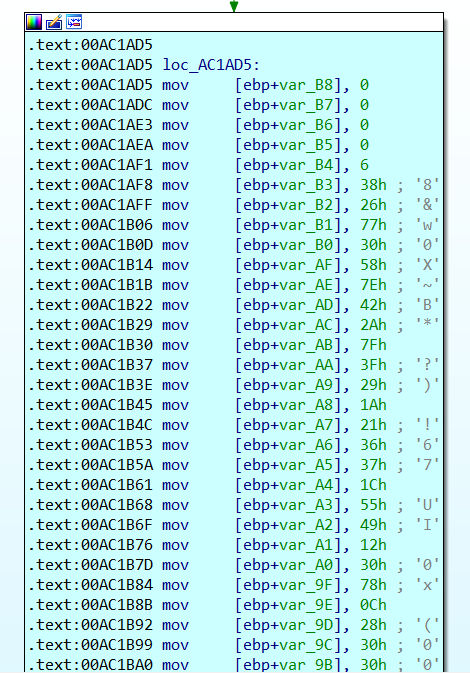 .text:00AC1AD5
.text:00AC1AD5 loc_AC1AD5:
.text:00AC1AD5 mov [ebp+var_B8], 0
.text:00AC1ADC mov [ebp+var_B7], 0
.text:00AC1AE3 mov [ebp+var_B6], 0
.text:00AC1AEA mov [ebp+var_B5], 0
.text:00AC1AF1 mov [ebp+var_B4], 6
.text:00AC1AF8 mov [ebp+var_B3], 38h ; '8'
.text:00AC1AFF mov [ebp+var_B2], 26h ; '&'
.text:00AC1B06 mov [ebp+var_B1], 77h ; 'w'
.text:00AC1B0D mov [ebp+var_B0], 30h ; '0'
.text:00AC1B14 mov [ebp+var_AF], 58h ; 'X'
.text:00AC1B1B mov [ebp+var_AE], 7Eh ; '~'
.text:00AC1B22 mov [ebp+var_AD], 42h ; 'B'
.text:00AC1B29 mov [ebp+var_AC], 2Ah ; '*'
.text:00AC1B30 mov [ebp+var_AB], 7Fh
.text:00AC1B37 mov [ebp+var_AA], 3Fh ; '?'
.text:00AC1B3E mov [ebp+var_A9], 29h ; ')'
.text:00AC1B45 mov [ebp+var_A8], 1Ah
.text:00AC1B4C mov [ebp+var_A7], 21h ; '!'
.text:00AC1B53 mov [ebp+var_A6], 36h ; '6'
.text:00AC1B5A mov [ebp+var_A5], 37h ; '7'
.text:00AC1B61 mov [ebp+var_A4], 1Ch
.text:00AC1B68 mov [ebp+var_A3], 55h ; 'U'
.text:00AC1B6F mov [ebp+var_A2], 49h ; 'I'
.text:00AC1B76 mov [ebp+var_A1], 12h
.text:00AC1B7D mov [ebp+var_A0], 30h ; '0'
.text:00AC1B84 mov [ebp+var_9F], 78h ; 'x'
.text:00AC1B8B mov [ebp+var_9E], 0Ch
.text:00AC1B92 mov [ebp+var_9D], 28h ; '('
.text:00AC1B99 mov [ebp+var_9C], 30h ; '0'
.text:00AC1BA0 mov [ebp+var_9B], 30h ; '0'